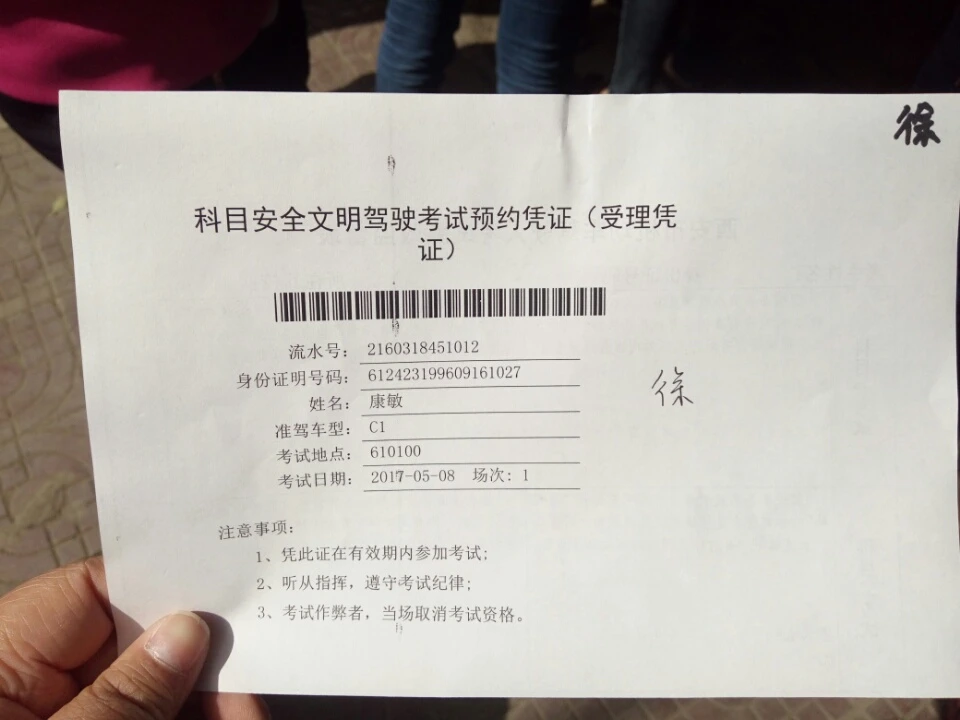 徐
科目安全文明驾驶考试预约凭证（受理凭
证）
流水号： 2160318451012
身份证明号码： 612423199609161027
姓名： 康敏
徐
准驾车型： C1
考试地点： 610100
考试日期： 2017-05-08 场次: 1
注意事项：
1、凭此证在有效期内参加考试;
2、听从指挥，遵守考试纪律;
3、考试作弊者，当场取消考试资格。